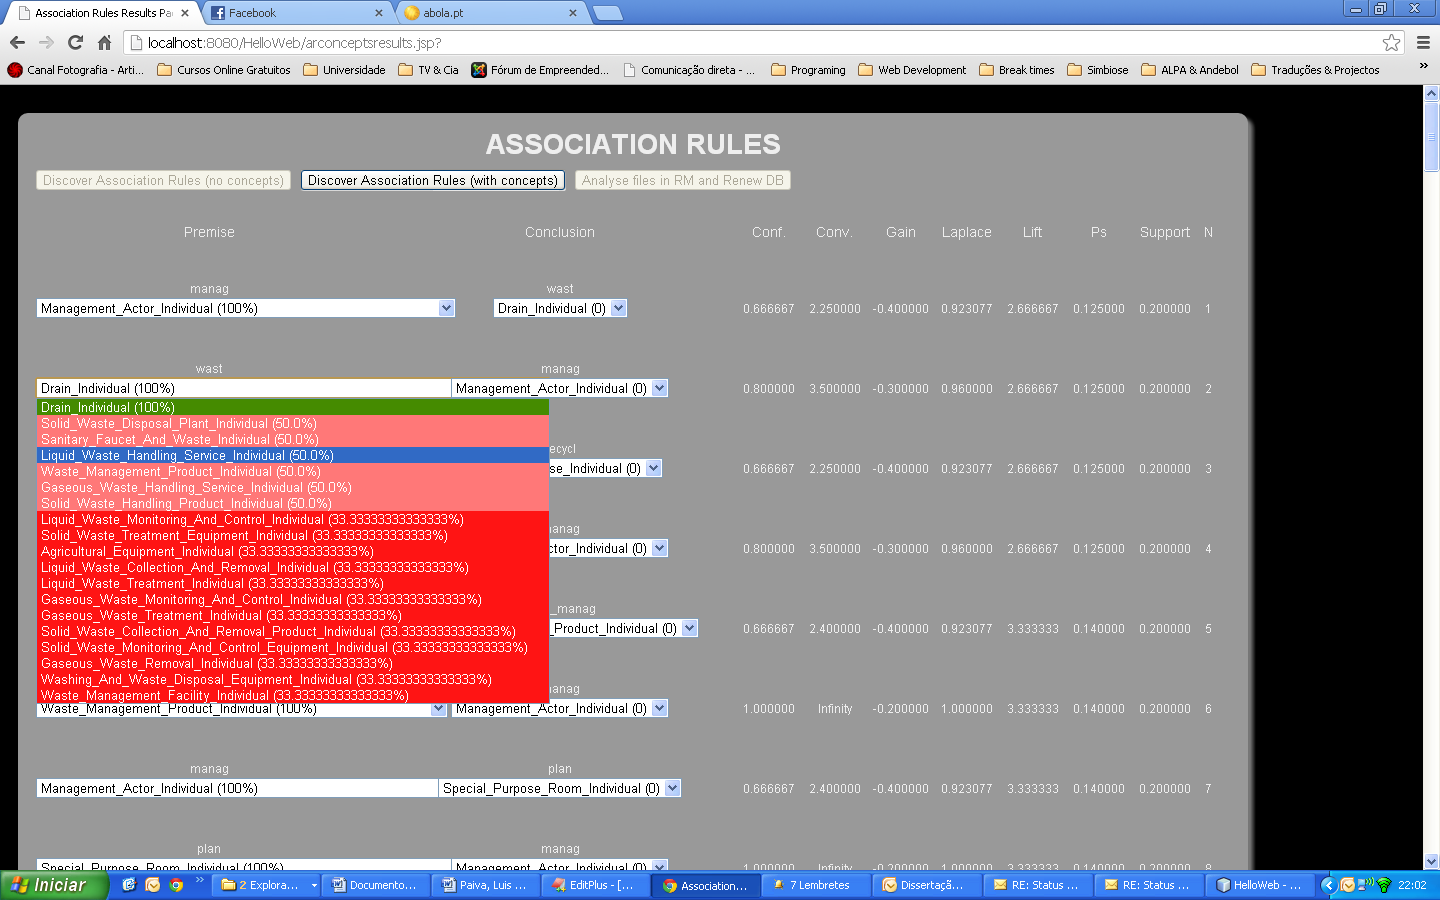 Association Rules Results Pa
Facebook
abola.pt
localhost:8080/HelloWeb/arconceptsresults.jsp?
Canal Fotografia - Arti... Cursos Online Gratuitos Universidade TV & Cia Fórum de Empreended... Comunicação direta - ... Programing Web Development Break times Simbiose ALPA & Andebol Traduções & Projectos »
ASSOCIATION RULES
Discover Association Rules (no concepts) Discover Association Rules (with concepts) Analyse files in RM and Renew DB
Premise Conclusion Conf. Conv. Gain Laplace Lift Ps Support N
manag wast
Management_Actor_Individual (100%) Drain_Individual (0) 0.666667 2.250000 -0.400000 0.923077 2.666667 0.125000 0.200000 1
wast manag
Drain_Individual (100%) Management_Actor_Individual (0) 0.800000 3.500000 -0.300000 0.960000 2.666667 0.125000 0.200000 2
Drain_Individual (100%)
Solid_Waste_Disposal_Plant_Individual (50.0%)
Sanitary_Faucet_And_Waste_Individual (50.0%)
ecycl
Liquid_Waste_Handling_Service_Individual (50.0%)
Waste_Management_Product_Individual (50.0%) se_Individual (0) 0.666667 2.250000 -0.400000 0.923077 2.666667 0.125000 0.200000 3
Gaseous_Waste_Handling_Service_Individual (50.0%)
Solid_Waste_Handling_Product_Individual (50.0%)
Liquid_Waste_Monitoring_And_Control_Individual (33.33333333333333%)
anag
Solid_Waste_Treatment_Equipment_Individual (33.33333333333333%)
Agricultural_Equipment_Individual (33.33333333333333%) ctor_Individual (0) 0.800000 3.500000 -0.300000 0.960000 2.666667 0.125000 0.200000 4
Liquid_Waste_Collection_And_Removal_Individual (33.33333333333333%)
Liquid_Waste_Treatment_Individual (33.33333333333333%)
Gaseous_Waste_Monitoring_And_Control_Individual (33.33333333333333%)
_manag
Gaseous_Waste_Treatment_Individual (33.33333333333333%)
Solid_Waste_Collection_And_Removal_Product_Individual (33.33333333333333%) _Product_Individual (0) 0.666667 2.400000 -0.400000 0.923077 3.333333 0.140000 0.200000 5
Solid_Waste_Monitoring_And_Control_Equipment_Individual (33.33333333333333%)
Gaseous_Waste_Removal_Individual (33.33333333333333%)
Washing_And_Waste_Disposal_Equipment_Individual (33.33333333333333%)
Waste_Management_Facility_Individual (33.33333333333333%) anag
Waste_Management_Product_Individual (100%) Management_Actor_Individual (0) 1.000000 Infinity -0.200000 1.000000 3.333333 0.140000 0.200000 6
manag plan
Management_Actor_Individual (100%) Special_Purpose_Room_Individual (0) 0.666667 2.400000 -0.400000 0.923077 3.333333 0.140000 0.200000 7
plan manag
Special_Purpose_Room_Individual (100%) Management_Actor_Individual (0) 1.000000 Infinity -0.200000 1.000000 3.333333 0.140000 0.200000 8
Iniciar » 2 Explora... Documento... Paiva, Luis ... EditPlus - [... Association... 7 Lembretes Dissertaçã... RE: Status ... RE: Status ... HelloWeb - ... 22:02